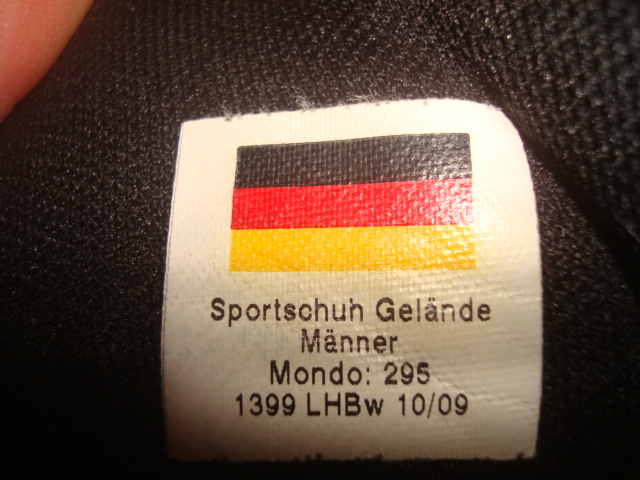 Sportschuh Gelände
Männer
Mondo: 295
1399 LHBw 10/09